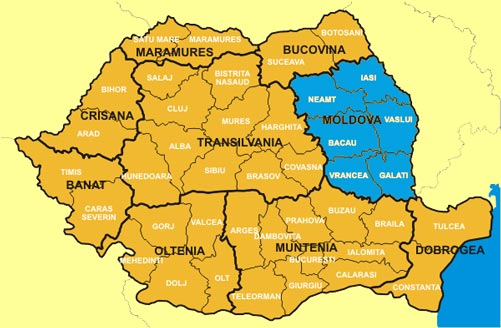 BOTOSANI
SATU MARE
MARAMURES
MARAMURES
BUCOVINA
SUCEAVA
SALAJ
BISTRITA
NASAUD
IASI
BIHOR
NEAMT
CLUJ
CRISANA
MURES
HARGHITA
MOLDOVA
VASLUI
ARAD
ALBA
TRANSILVANIA
BACAU
TIMIS
HUNEDOARA
SIBIU
BRASOV
COVASNA
VRANCEA
GALATI
BANAT
CARAS
SEVERIN
GORJ
VALCEA
ARGES
PRAHOVA
BUZAU
BRAILA
TULCEA
DAMBOVITA
OLTENIA
MUNTENIA
DOBROGEA
MEHEDINTI
BUCURESTI
IALOMITA
DOLJ
OLT
TELEORMAN
GIURGIU
CALARASI
CONSTANTA